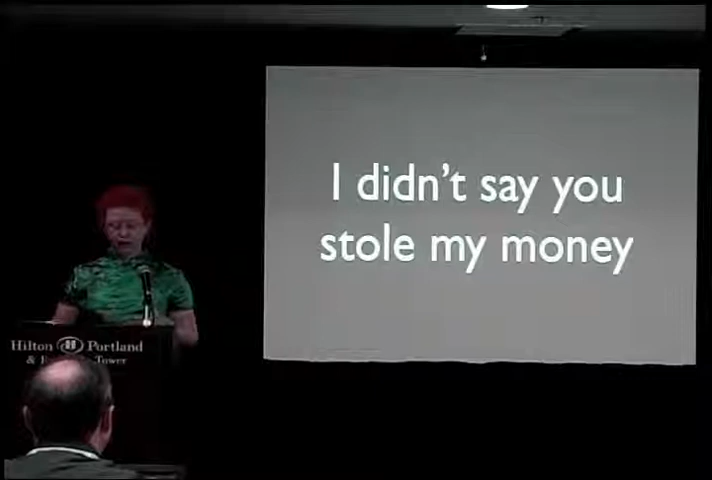 I didn't say you
stole my money
Hilton Portland
& Tower